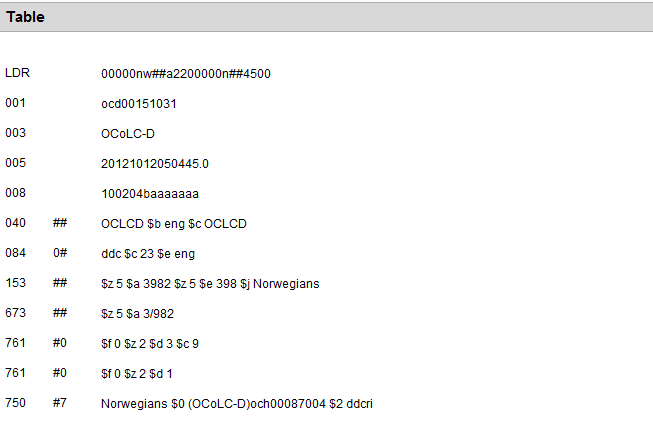 Table
LDR 00000nw##a2200000n##4500
001 ocd00151031
003 OCoLC-D
005 20121012050445.0
008 100204baaaaaaa
040 ## OCLCD $b eng $c OCLCD
084 0# ddc $c 23 $e eng
153 ## $z 5 $a 3982 $z 5 $e 398 $j Norwegians
673 ## $z 5 $a 3/982
761 #0 $f 0 $z 2 $d 3 $c 9
761 #0 $f 0 $z 2 $d 1
750 #7 Norwegians $0 (OCoLC-D)och00087004 $2 ddcri